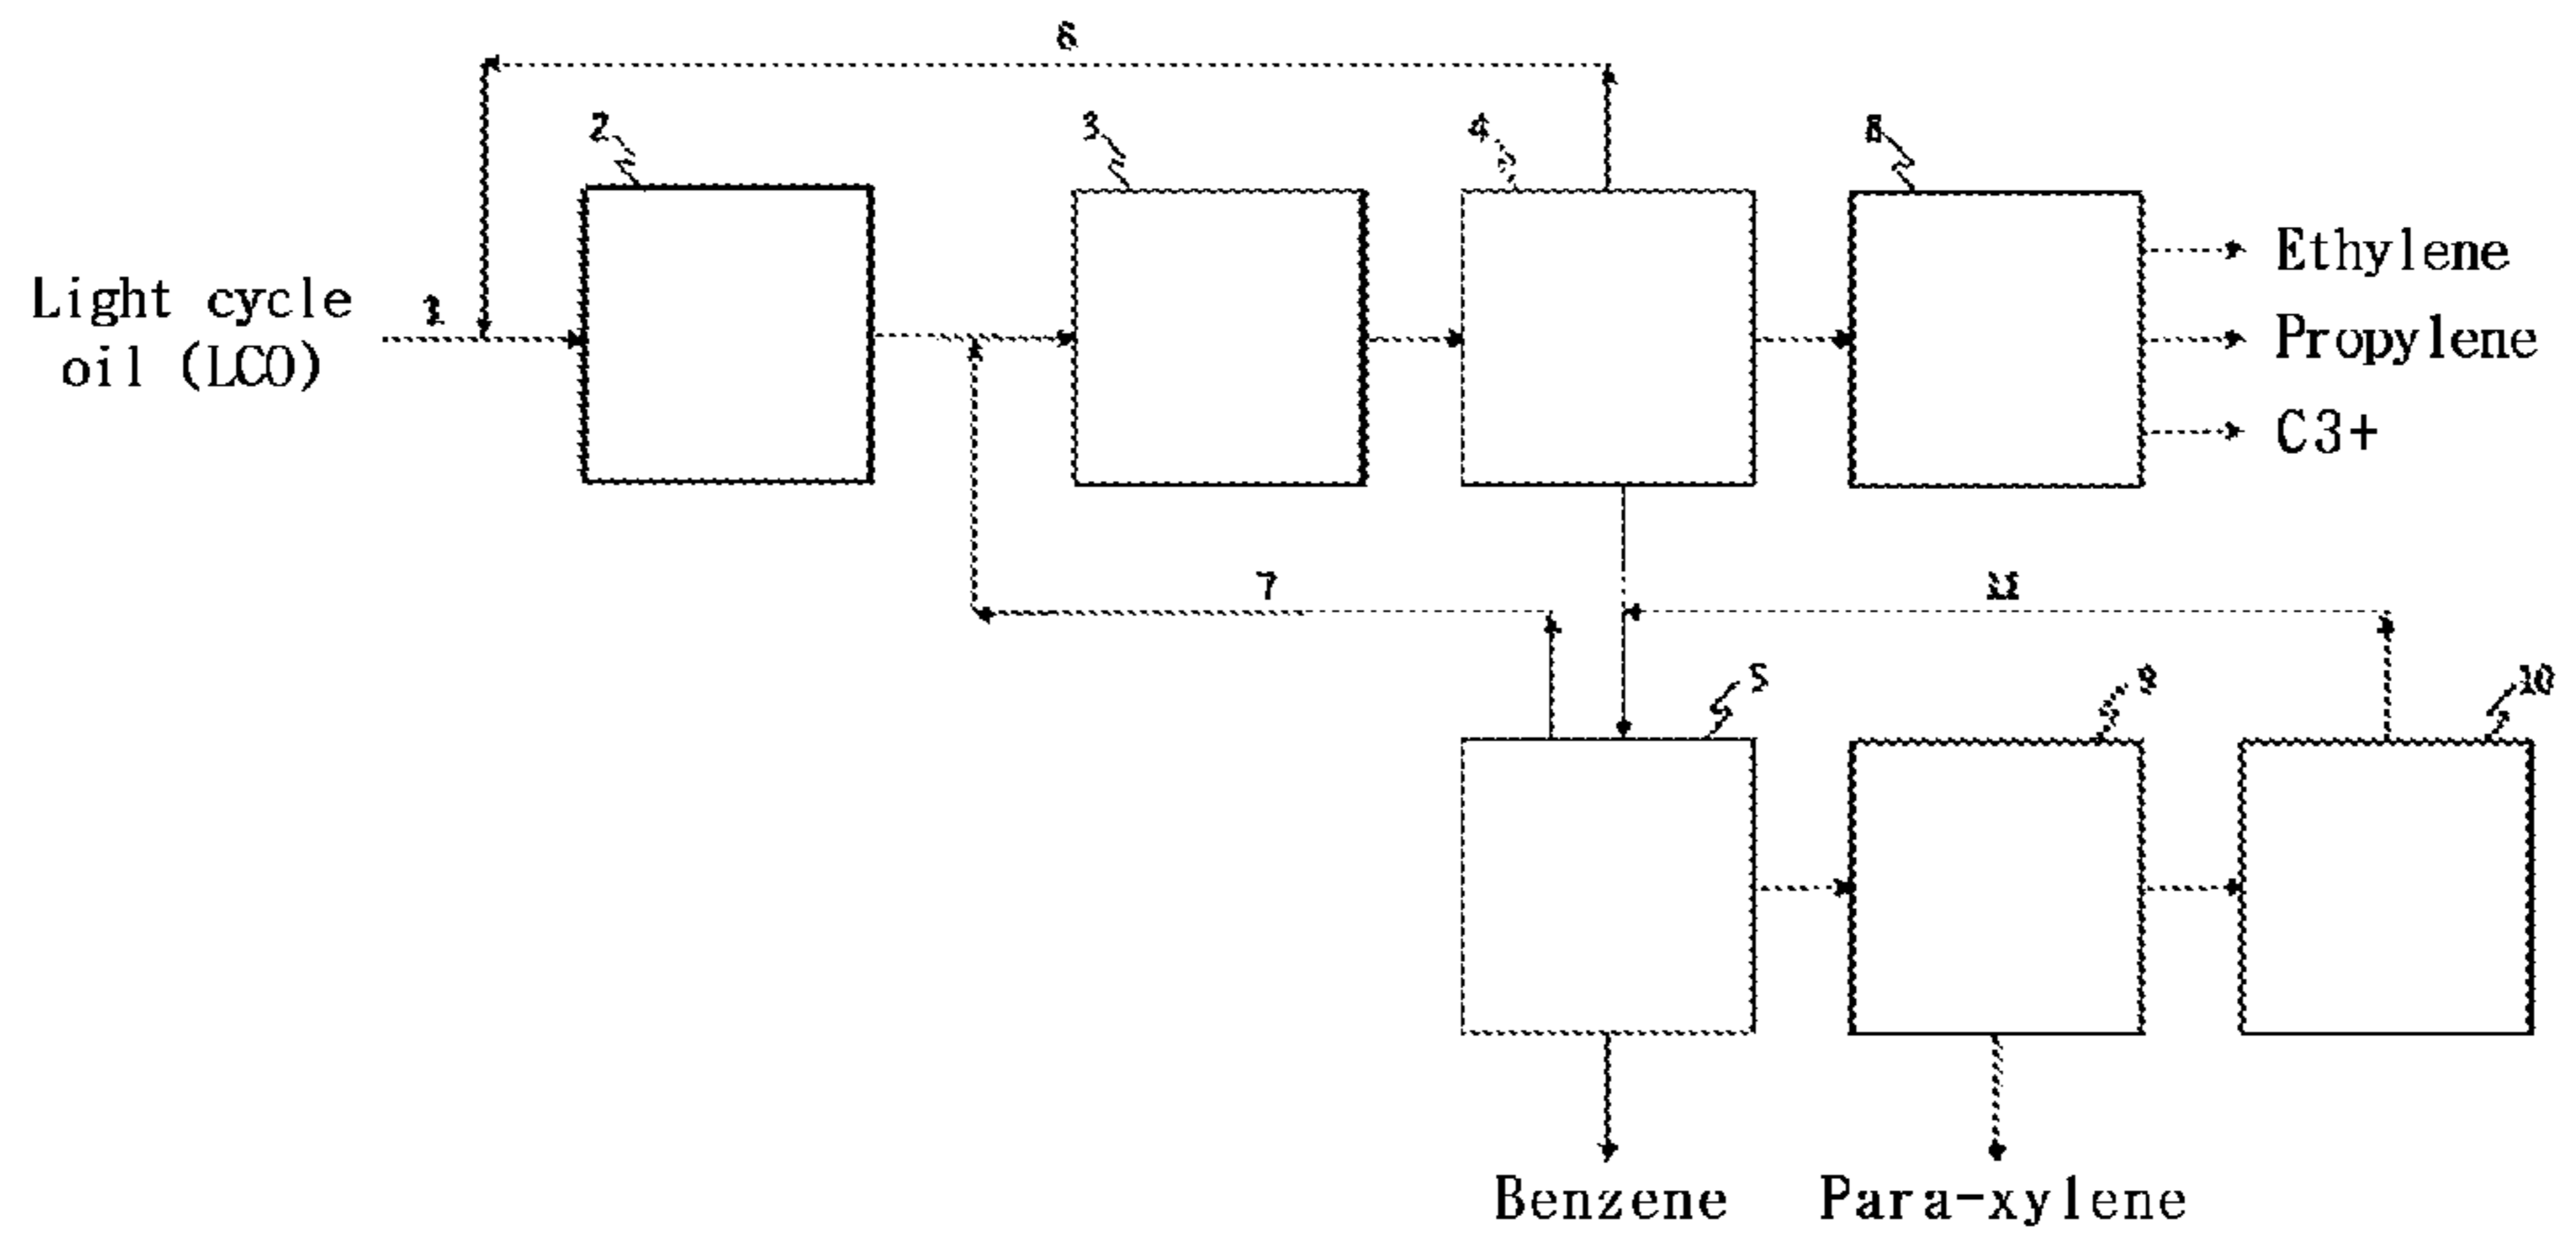 6
2
3
4
8
Ethylene
Light cycle
oil (LCO)
1
Propylene
C3+
7
11
5
9
10
Benzene
Para-xylene